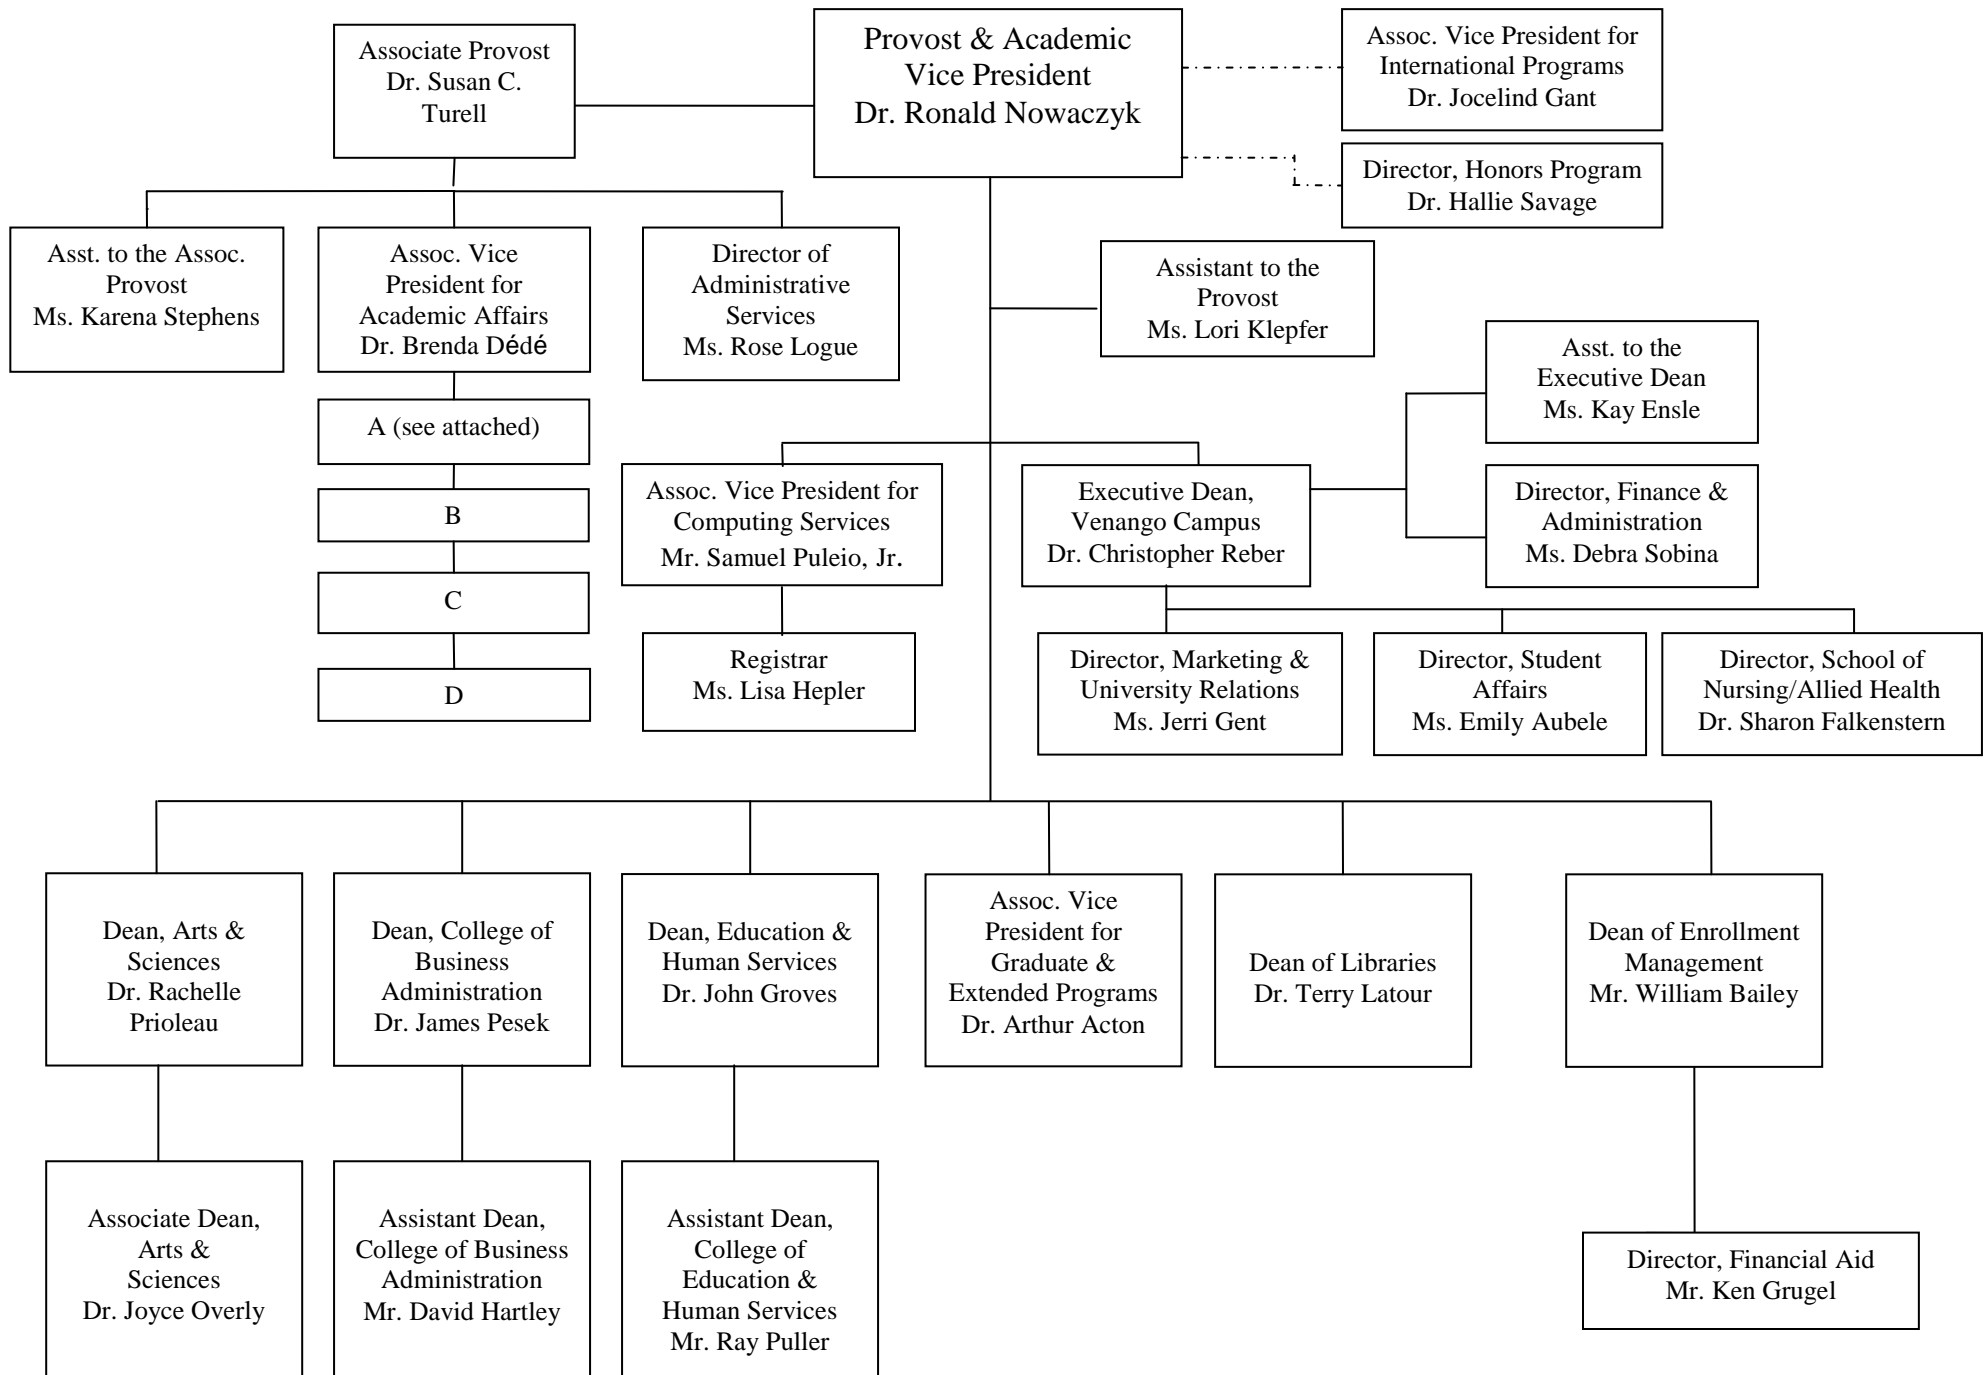 Associate Provost
Dr. Susan C.
Turell
Provost & Academic
Vice President
Dr. Ronald Nowaczyk
Assoc. Vice President for
International Programs
Dr. Jocelind Gant
Director, Honors Program
Dr. Hallie Savage
Asst. to the Assoc.
Provost
Ms. Karena Stephens
Assoc. Vice
President for
Academic Affairs
Dr. Brenda Dédé
Director of
Administrative
Services
Ms. Rose Logue
Assistant to the
Provost
Ms. Lori Klepfer
Asst. to the
Executive Dean
Ms. Kay Ensle
A (see attached)
B
C
D
Assoc. Vice President for
Computing Services
Mr. Samuel Puleio, Jr.
Executive Dean,
Venango Campus
Dr. Christopher Reber
Director, Finance &
Administration
Ms. Debra Sobina
Registrar
Ms. Lisa Hepler
Director, Marketing &
University Relations
Ms. Jerri Gent
Director, Student
Affairs
Ms. Emily Aubele
Director, School of
Nursing/Allied Health
Dr. Sharon Falkenstern
Dean, Arts &
Sciences
Dr. Rachelle
Prioleau
Dean, College of
Business
Administration
Dr. James Pesek
Dean, Education &
Human Services
Dr. John Groves
Assoc. Vice
President for
Graduate &
Extended Programs
Dr. Arthur Acton
Dean of Libraries
Dr. Terry Latour
Dean of Enrollment
Management
Mr. William Bailey
Associate Dean,
Arts &
Sciences
Dr. Joyce Overly
Assistant Dean,
College of Business
Administration
Mr. David Hartley
Assistant Dean,
College of
Education &
Human Services
Mr. Ray Puller
Director, Financial Aid
Mr. Ken Grugel